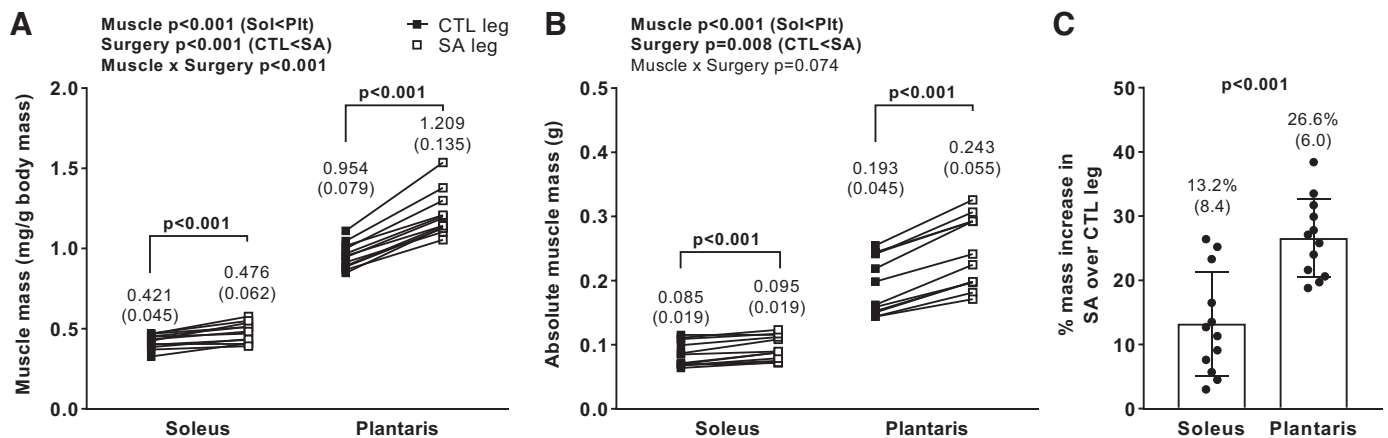 A
Muscle p<0.001 (Sol<Plt)
Surgery p<0.001 (CTL<SA)
Muscle x Surgery p<0.001
CTL leg
SA leg
Muscle mass (mg/g body mass)
2.0
1.5
1.0
0.5
0.0
p<0.001
0.421
(0.045)
0.476
(0.062)
p<0.001
0.954
(0.079)
1.209
(0.135)
Soleus
Plantaris
B
Muscle p<0.001 (Sol<Plt)
Surgery p=0.008 (CTL<SA)
Muscle x Surgery p=0.074
Absolute muscle mass (g)
0.5
0.4
0.3
0.2
0.1
0.0
p<0.001
0.085
(0.019)
0.095
(0.019)
p<0.001
0.193
(0.045)
0.243
(0.055)
Soleus
Plantaris
C
% mass increase in
SA over CTL leg
50
40
30
20
10
0
p<0.001
13.2%
(8.4)
26.6%
(6.0)
Soleus
Plantaris